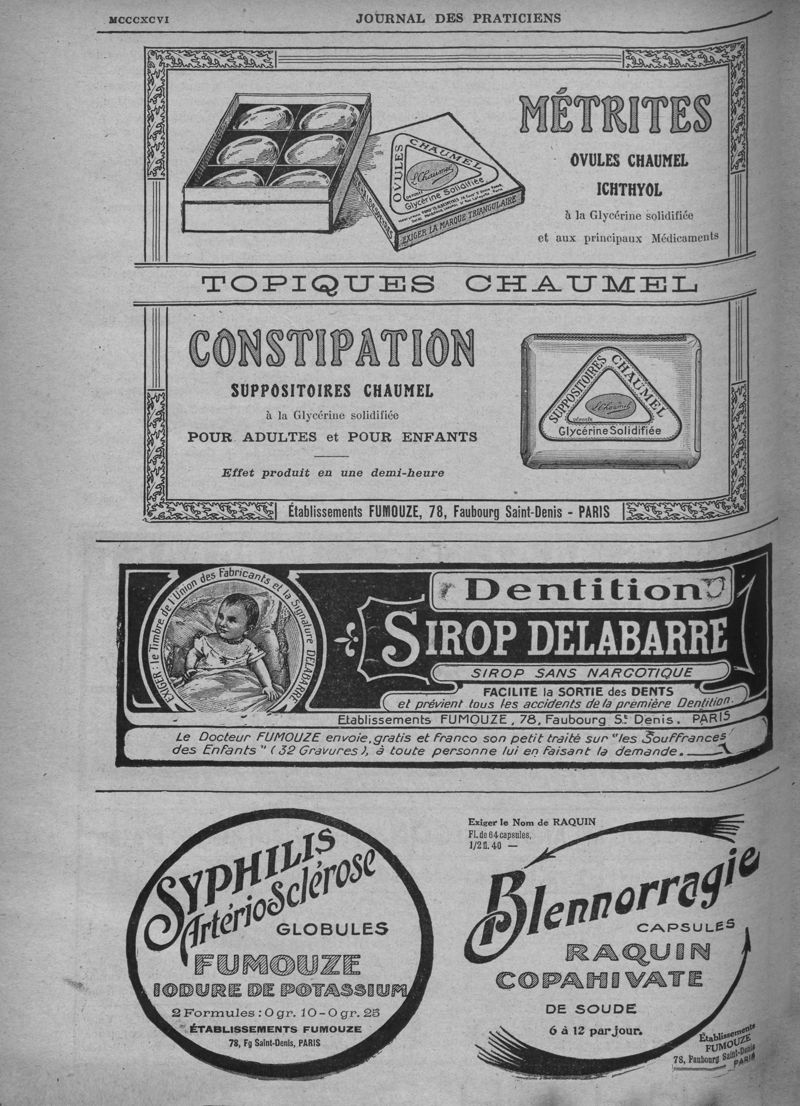 MCCCXCVI
JOURNAL DES PRATICIENS
MÉTRITES
OVULES CHAUMEL
ICHTHYOL
à la Glycérine solidifiée
et aux principaux Médicaments
OVULES CHAUMEL
Glycérine Solidifiée
EXIGER LA MARQUE TRIANGULAIRE
TOPIQUES CHAUMEL
CONSTIPATION
SUPPOSITOIRES CHAUMEL
à la Glycérine solidifiée
POUR ADULTES et POUR ENFANTS
Effet produit en une demi-heure
SUPPOSITOIRES CHAUMEL
Glycérine Solidifiée
Établissements FUMOUZE, 78, Faubourg Saint-Denis - PARIS
EXIGER : le Timbre de l'Union des Fabricants et la Signature DELABARRE
Dentition
SIROP DELABARRE
SIROP SANS NARCOTIQUE
FACILITE la SORTIE des DENTS
et prévient tous les accidents de la première Dentition.
Etablissements FUMOUZE, 78, Faubourg St Denis. PARIS
Le Docteur FUMOUZE envoie, gratis et franco son petit traité sur "les Souffrances
des Enfants" (32 Gravures), à toute personne lui en faisant la demande.
SYPHILIS
ArtérioSclérose
GLOBULES
FUMOUZE
IODURE DE POTASSIUM
2 Formules : 0 gr. 10 - 0 gr. 25
ÉTABLISSEMENTS FUMOUZE
78, Fg Saint-Denis, PARIS
Exiger le Nom de RAQUIN
Fl. de 64 capsules,
1/2 fl. 40 —
Blennorragie
CAPSULES
RAQUIN
COPAHIVATE
DE SOUDE
6 à 12 par jour.
Établissements
FUMOUZE
78, Faubourg Saint-Denis
PARIS